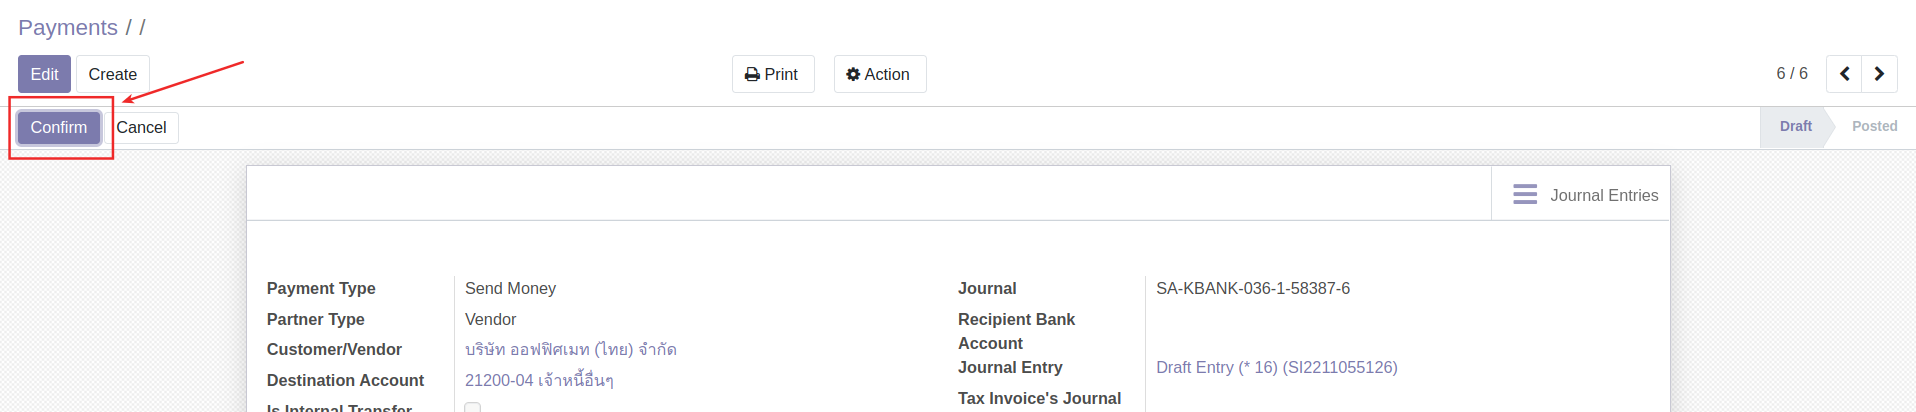 Payments / /
Edit Create Print Action 6 / 6
Confirm Cancel Draft Posted
Journal Entries
Payment Type Send Money
Partner Type Vendor
Customer/Vendor บริษัท ออฟฟิศเมท (ไทย) จำกัด
Destination Account 21200-04 เจ้าหนี้อื่นๆ
Is Internal Transfer
Journal SA-KBANK-036-1-58387-6
Recipient Bank
Account
Journal Entry Draft Entry (* 16) (SI2211055126)
Tax Invoice's Journal